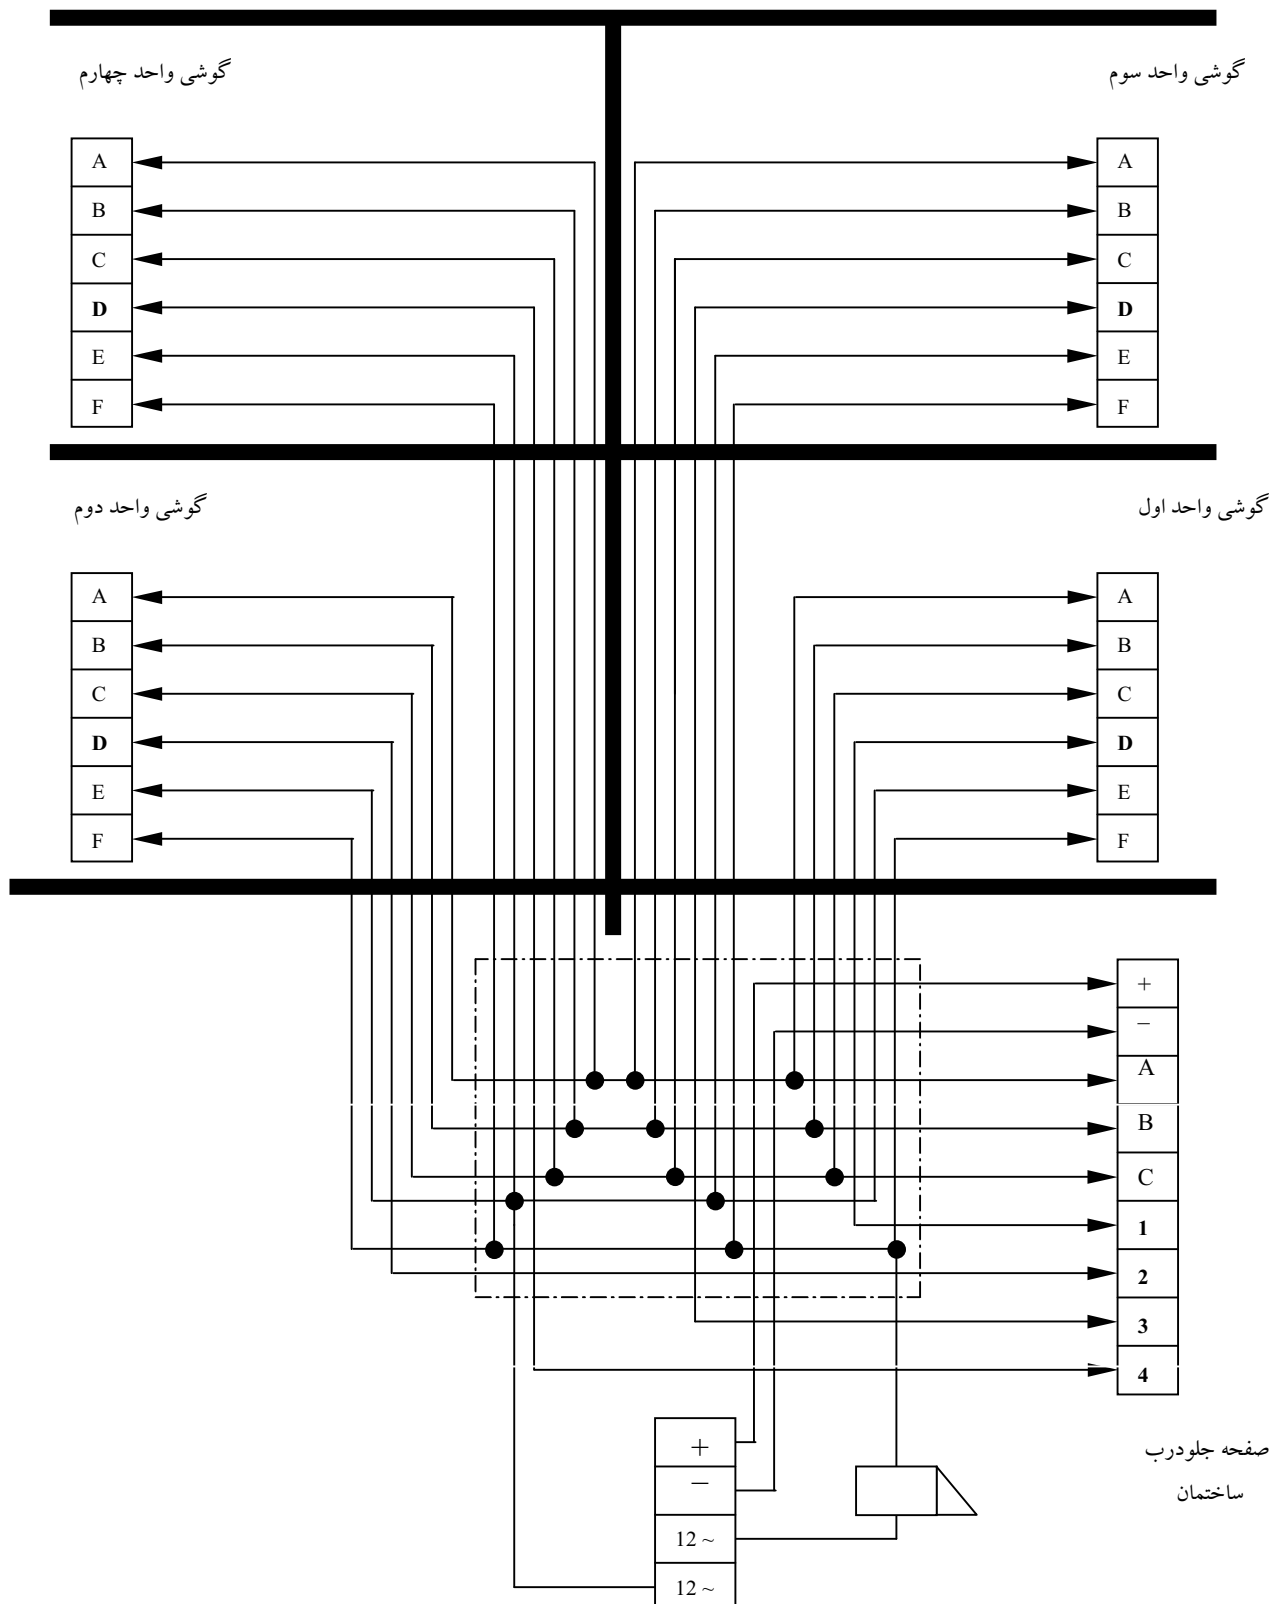 گوشی واحد سوم
A
B
C
D
E
F
گوشی واحد چهارم
A
B
C
D
E
F
گوشی واحد اول
A
B
C
D
E
F
گوشی واحد دوم
A
B
C
D
E
F
+
−
A
B
C
1
2
3
4
صفحه جلودرب
ساختمان
+
−
12 ~
12 ~